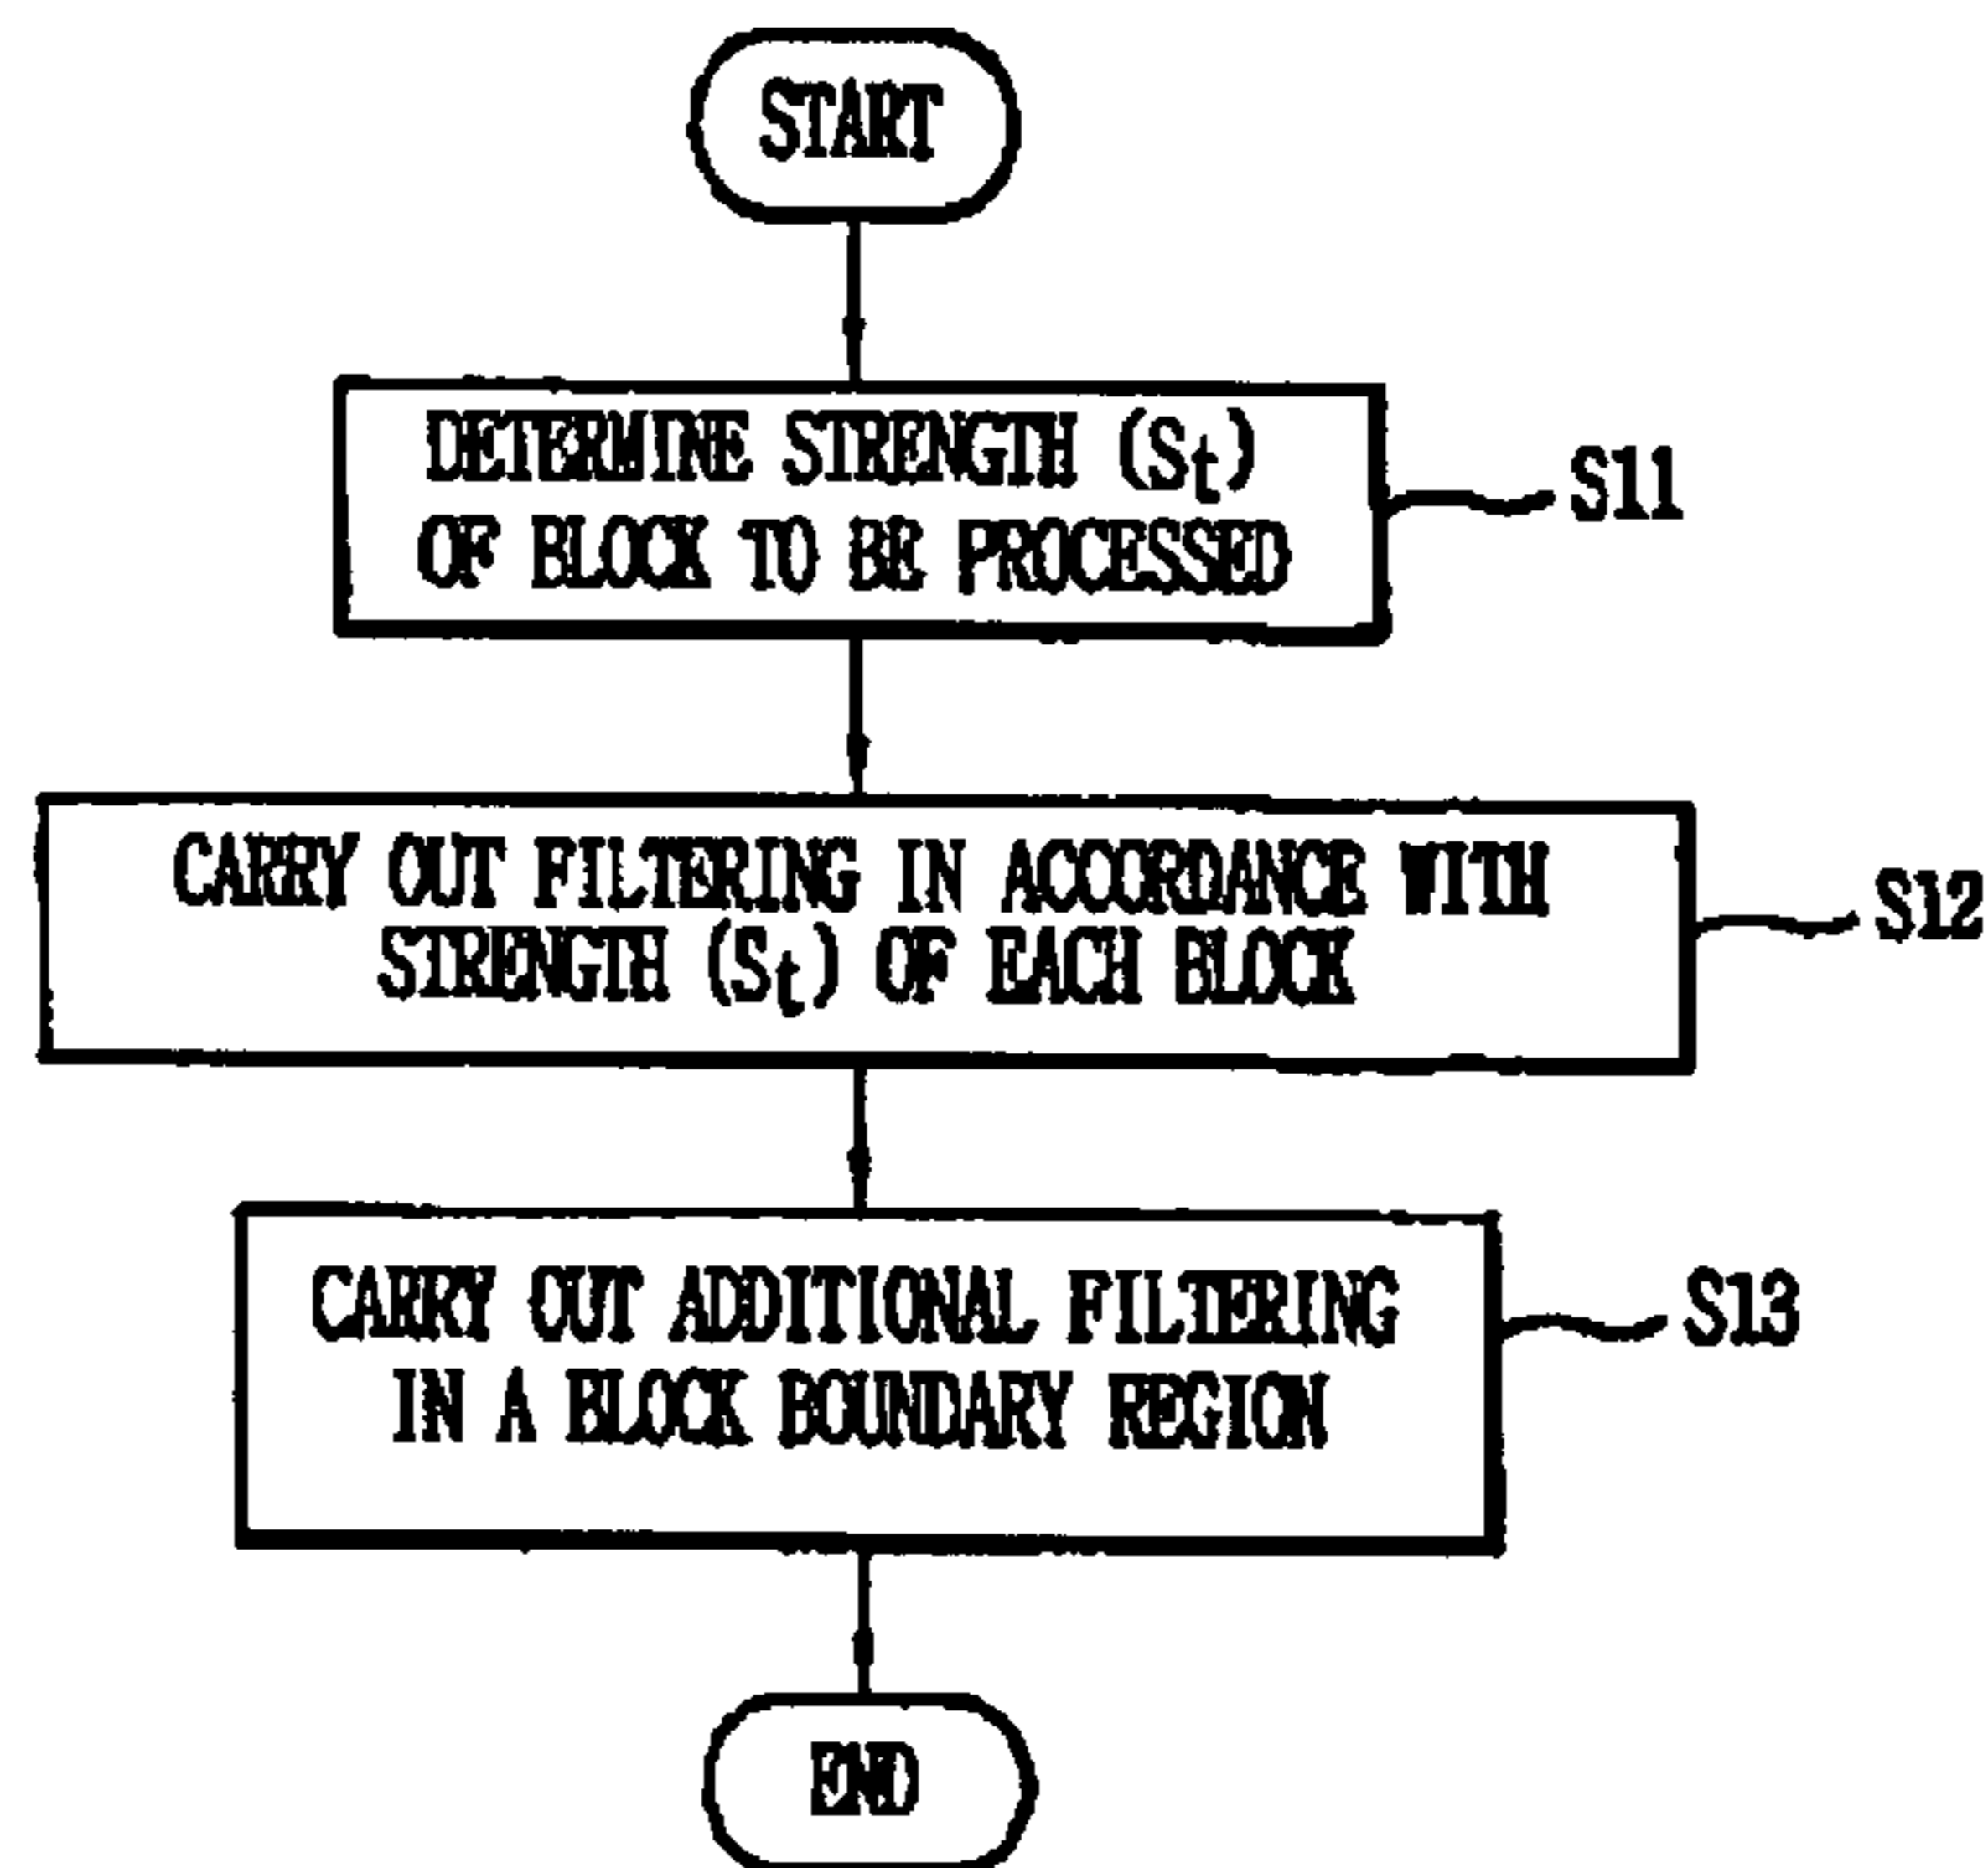 START
DETERMINE STRENGTH (St)
OF BLOCK TO BE PROCESSED
S11
CARRY OUT FILTERING IN ACCORDANCE WITH
STRENGTH (St) OF EACH BLOCK
S12
CARRY OUT ADDITIONAL FILTERING
IN A BLOCK BOUNDARY REGION
S13
END